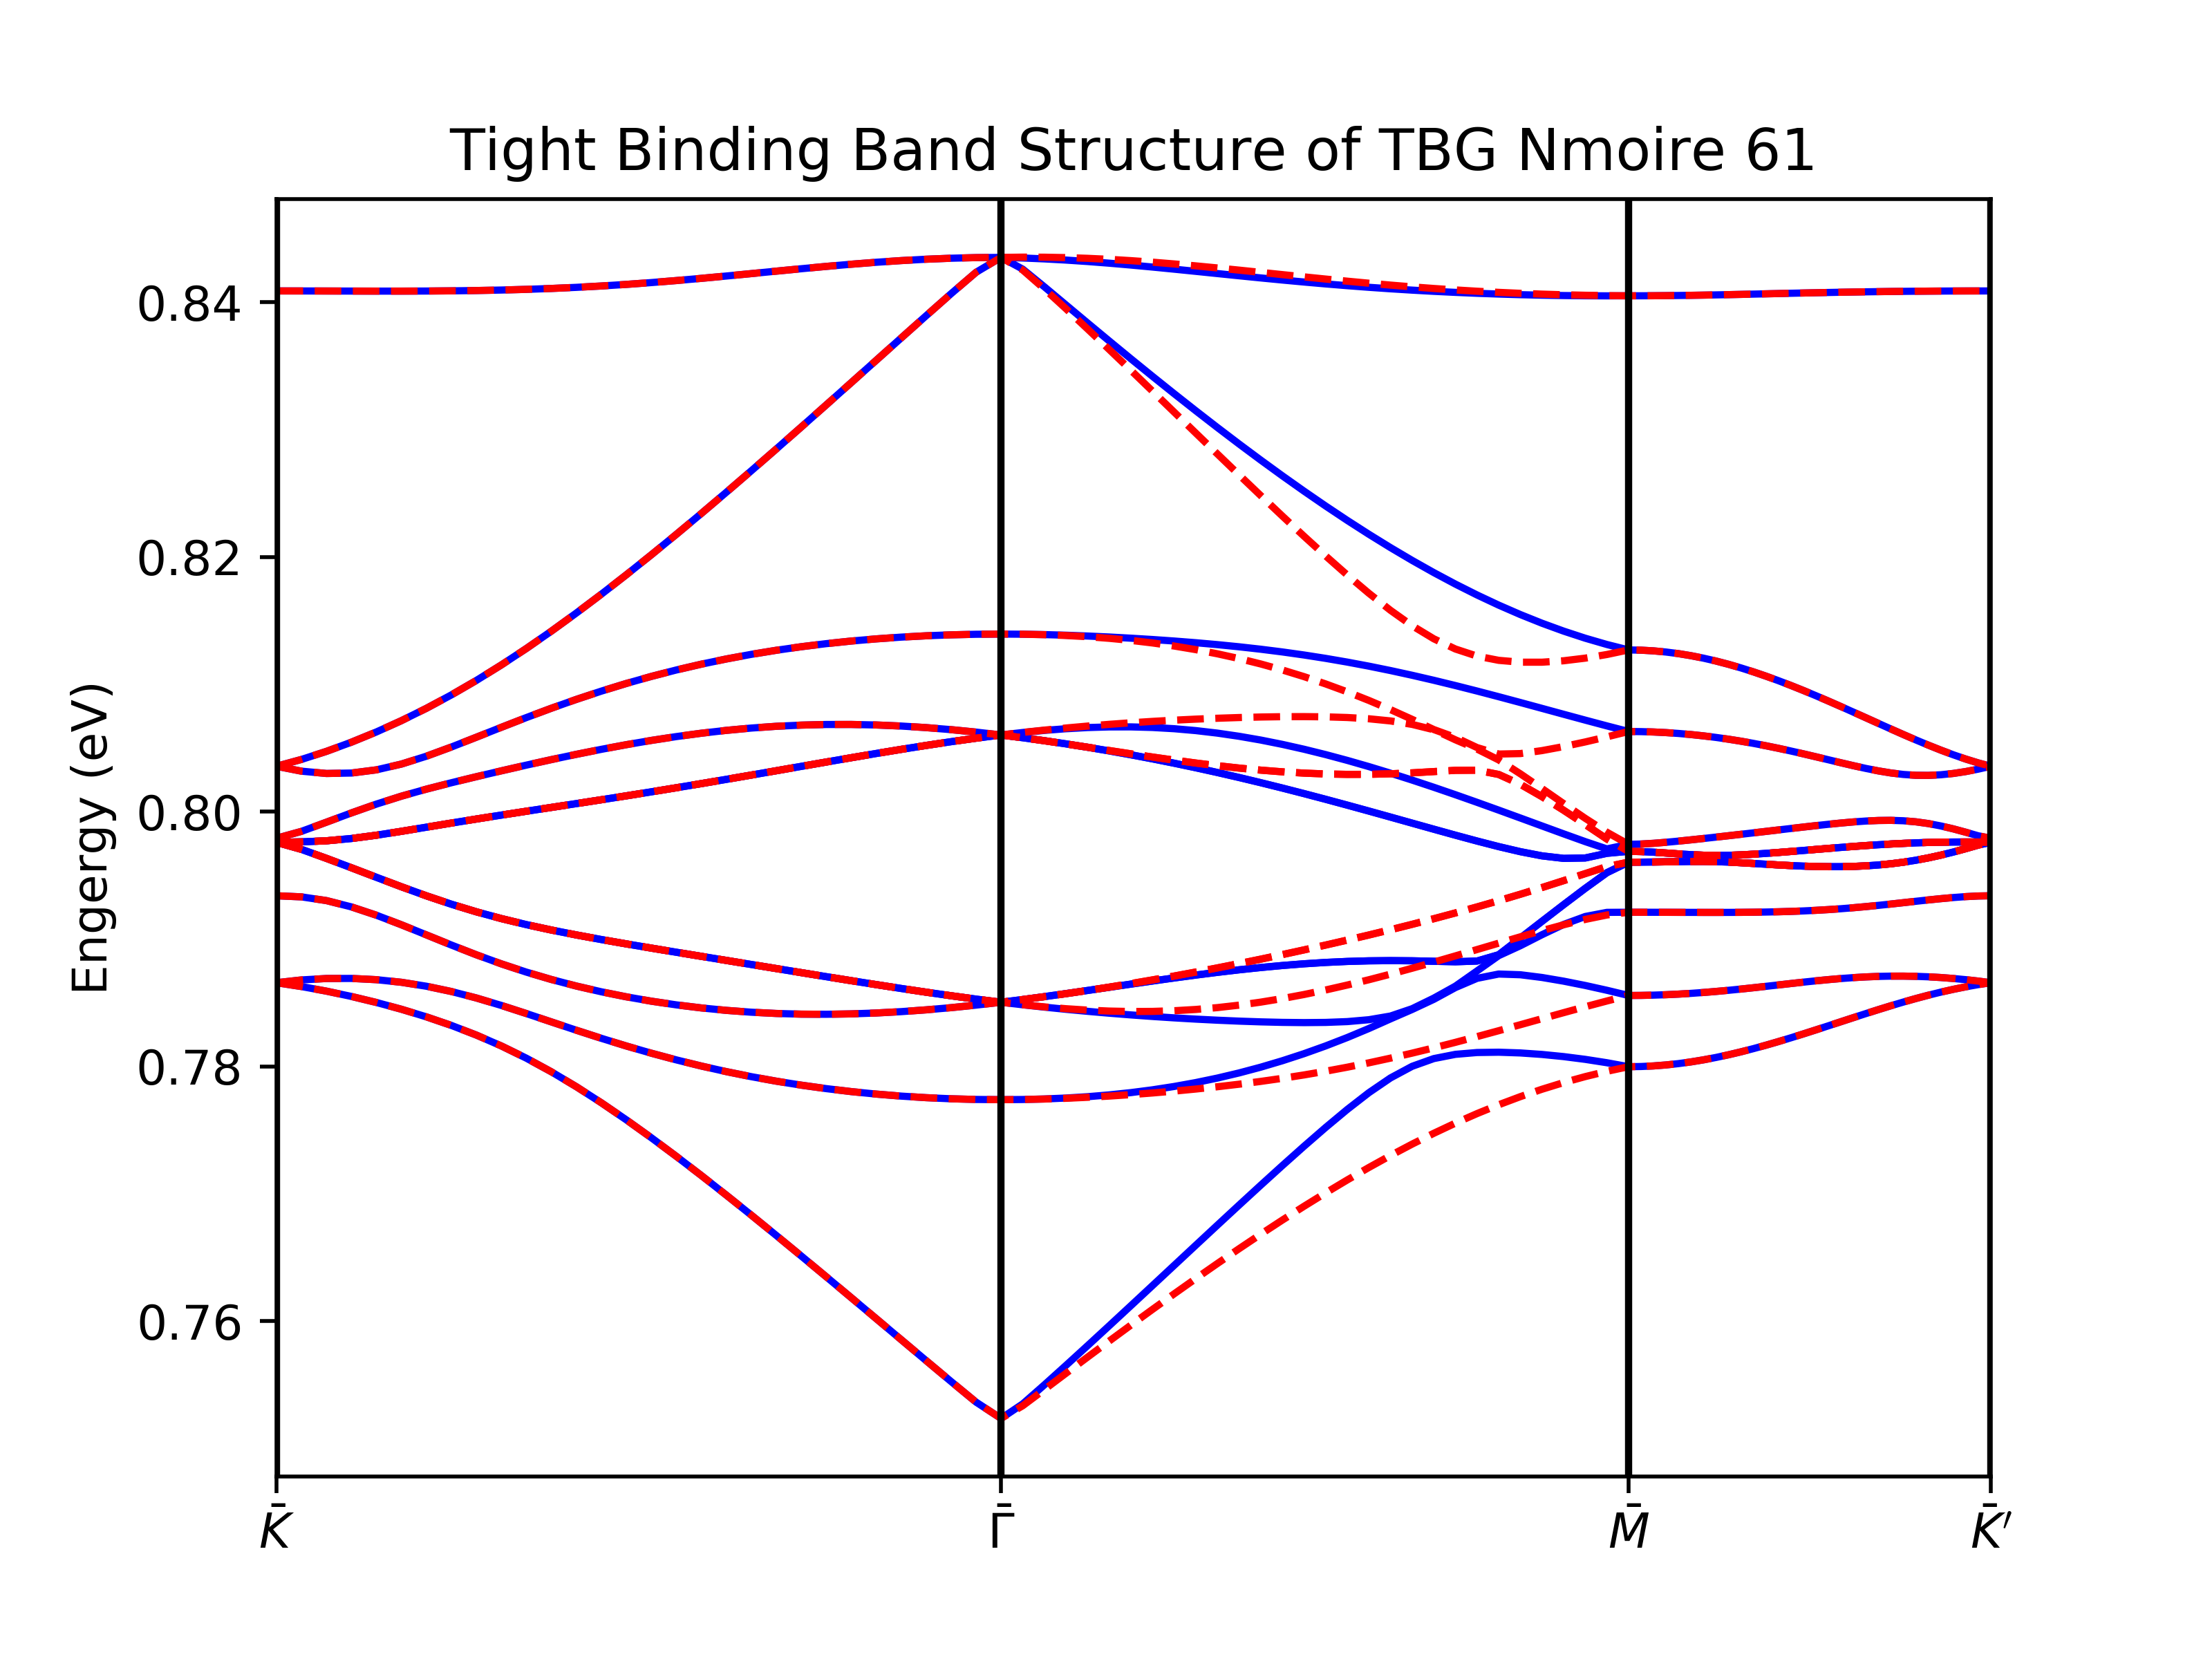 Tight Binding Band Structure of TBG Nmoire 61
Engergy (eV)
0.84
0.82
0.80
0.78
0.76
K̄
Γ̄
M̄
K̄′